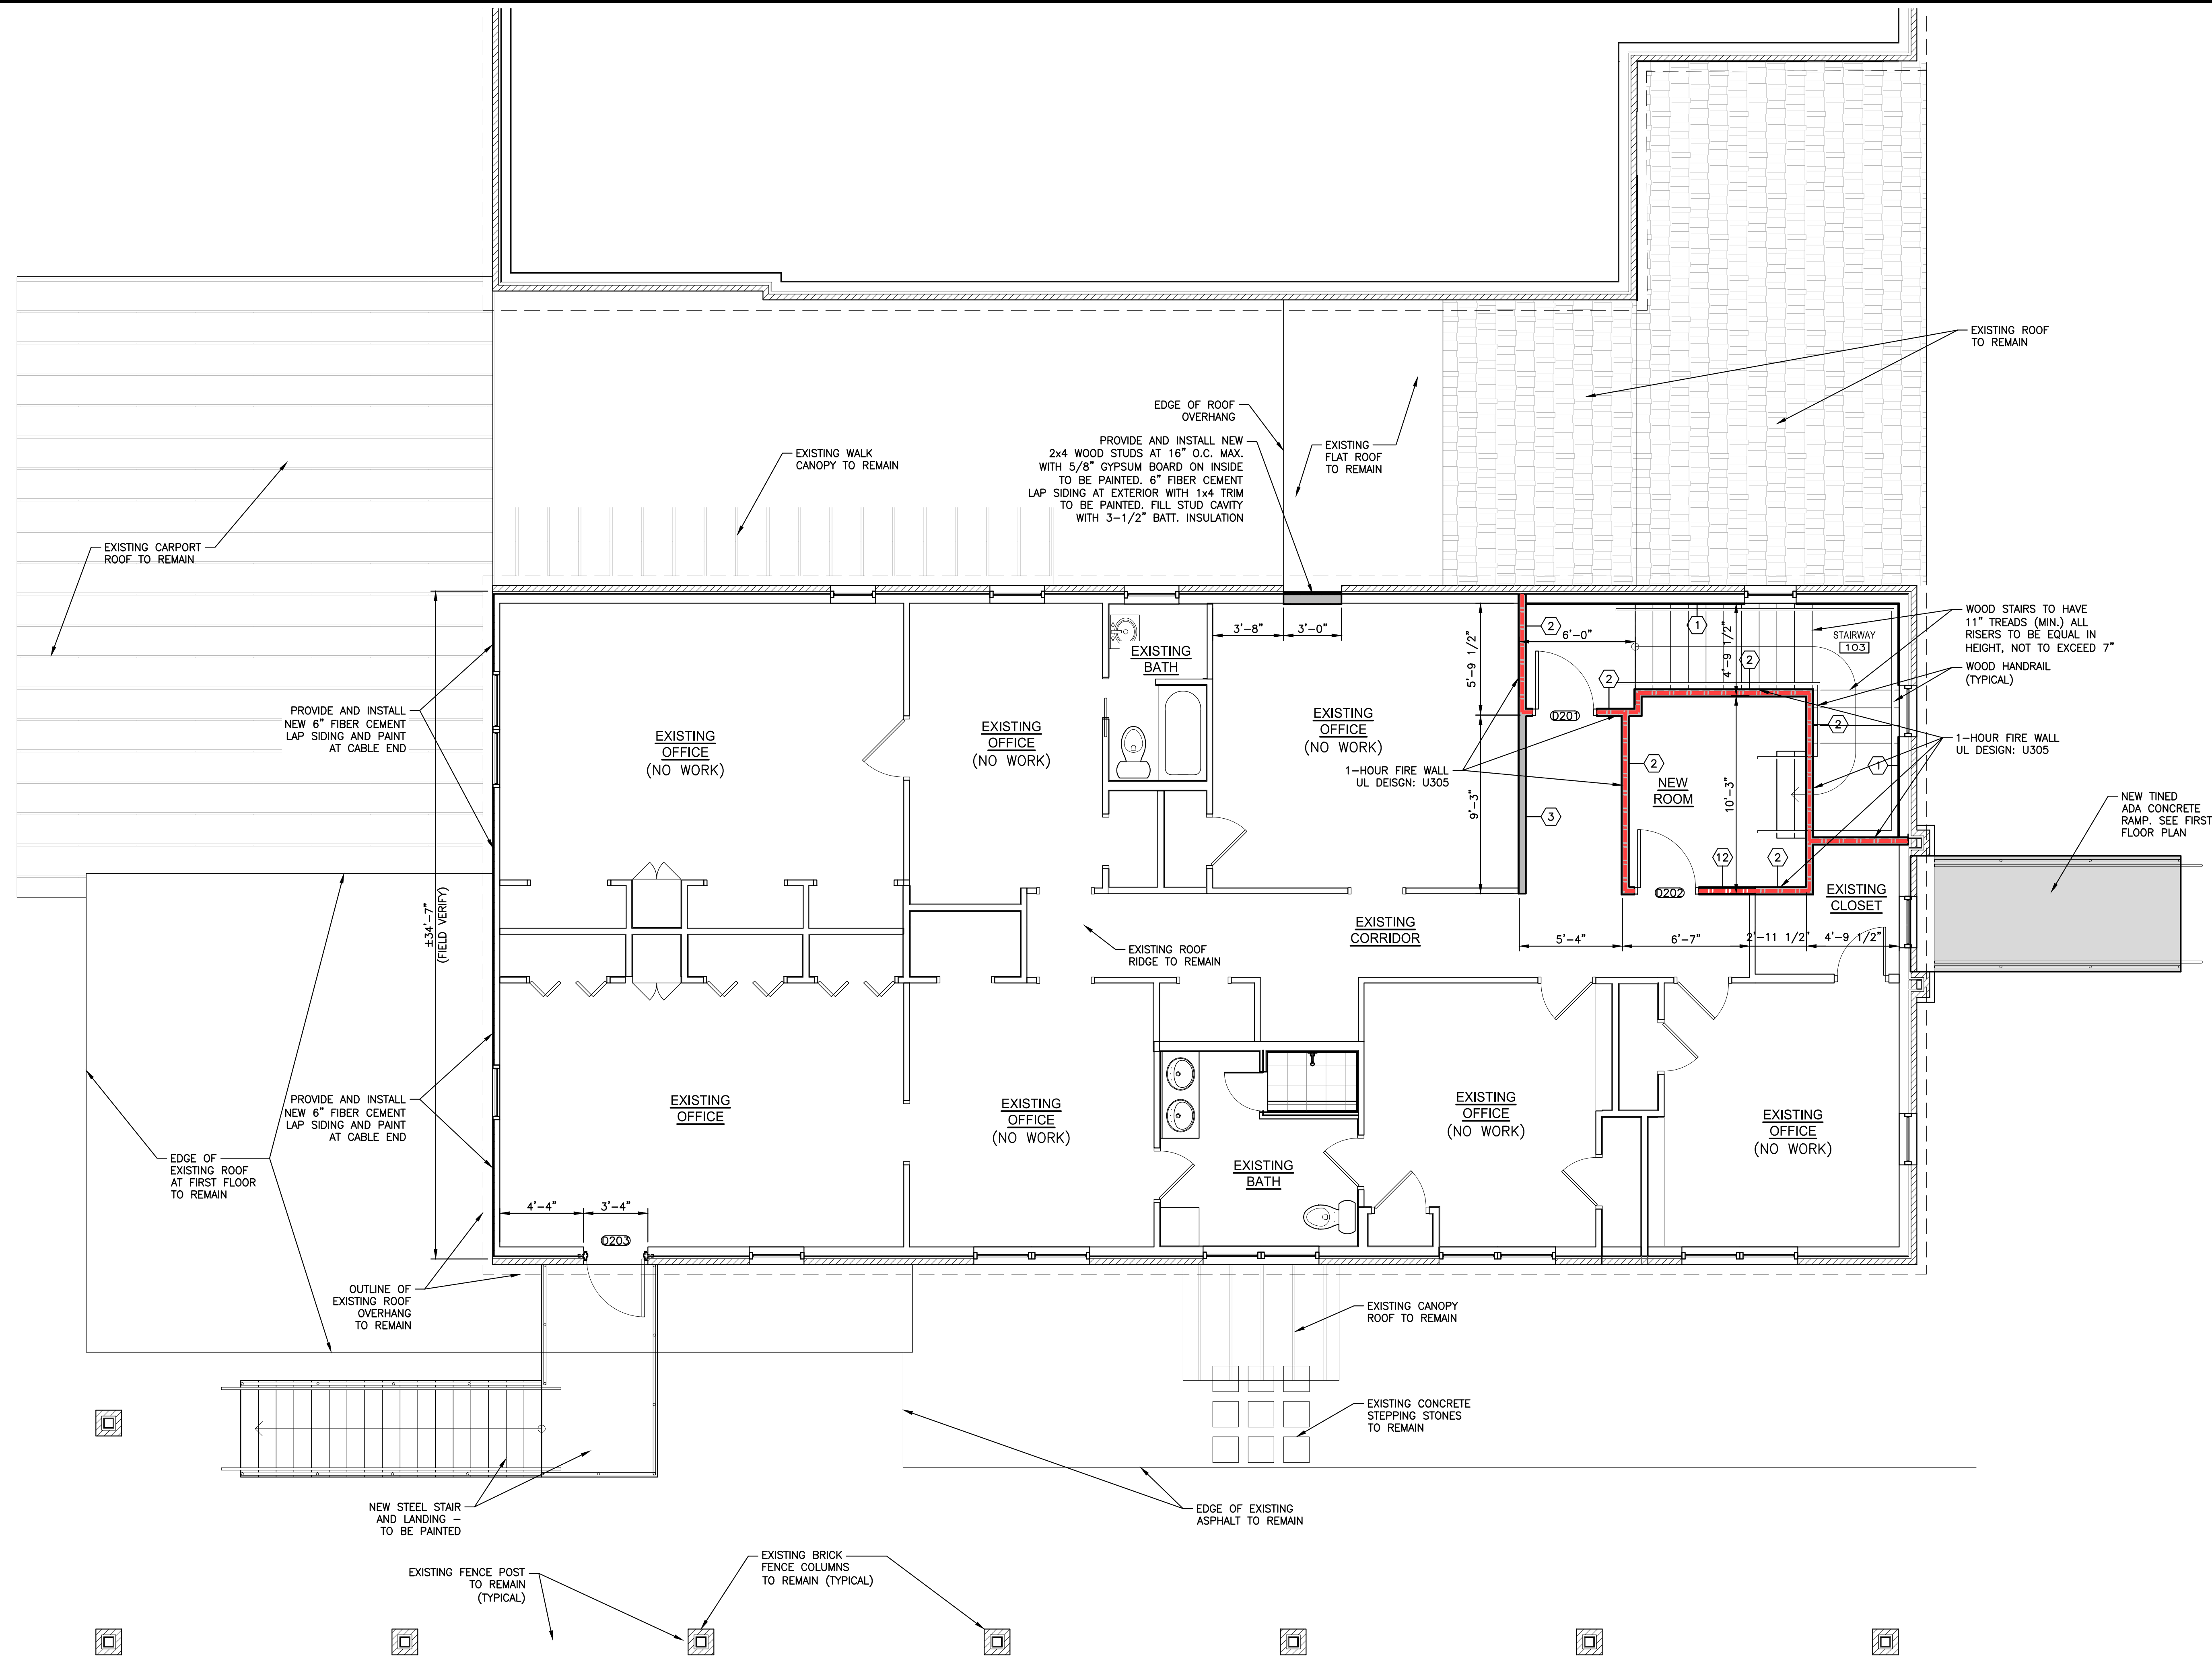 EXISTING ROOF
TO REMAIN
EDGE OF ROOF
OVERHANG
PROVIDE AND INSTALL NEW
2x4 WOOD STUDS AT 16" O.C. MAX.
WITH 5/8" GYPSUM BOARD ON INSIDE
TO BE PAINTED. 6" FIBER CEMENT
LAP SIDING AT EXTERIOR WITH 1x4 TRIM
TO BE PAINTED. FILL STUD CAVITY
WITH 3-1/2" BATT. INSULATION
EXISTING
FLAT ROOF
TO REMAIN
EXISTING WALK
CANOPY TO REMAIN
EXISTING CARPORT
ROOF TO REMAIN
WOOD STAIRS TO HAVE
11" TREADS (MIN.) ALL
RISERS TO BE EQUAL IN
HEIGHT, NOT TO EXCEED 7"
WOOD HANDRAIL
(TYPICAL)
STAIRWAY
103
1
2
6'-0"
3'-8"
3'-0"
5'-9 1/2"
4'-9 1/2"
2
2
2
D201
EXISTING
BATH
PROVIDE AND INSTALL
NEW 6" FIBER CEMENT
LAP SIDING AND PAINT
AT CABLE END
EXISTING
OFFICE
(NO WORK)
EXISTING
OFFICE
(NO WORK)
EXISTING
OFFICE
(NO WORK)
1-HOUR FIRE WALL
UL DEISGN: U305
1-HOUR FIRE WALL
UL DESIGN: U305
2
1
NEW
ROOM
9'-3"
10'-3"
3
12
2
D202
NEW TINED
ADA CONCRETE
RAMP. SEE FIRST
FLOOR PLAN
EXISTING
CLOSET
±34'-7"
(FIELD VERIFY)
EXISTING
CORRIDOR
EXISTING ROOF
RIDGE TO REMAIN
5'-4"
6'-7"
2'-11 1/2"
4'-9 1/2"
PROVIDE AND INSTALL
NEW 6" FIBER CEMENT
LAP SIDING AND PAINT
AT CABLE END
EXISTING
OFFICE
EXISTING
OFFICE
(NO WORK)
EXISTING
OFFICE
(NO WORK)
EXISTING
OFFICE
(NO WORK)
EXISTING
BATH
EDGE OF
EXISTING ROOF
AT FIRST FLOOR
TO REMAIN
4'-4"
3'-4"
D203
OUTLINE OF
EXISTING ROOF
OVERHANG
TO REMAIN
EXISTING CANOPY
ROOF TO REMAIN
EXISTING CONCRETE
STEPPING STONES
TO REMAIN
NEW STEEL STAIR
AND LANDING -
TO BE PAINTED
EDGE OF EXISTING
ASPHALT TO REMAIN
EXISTING FENCE POST
TO REMAIN
(TYPICAL)
EXISTING BRICK
FENCE COLUMNS
TO REMAIN (TYPICAL)